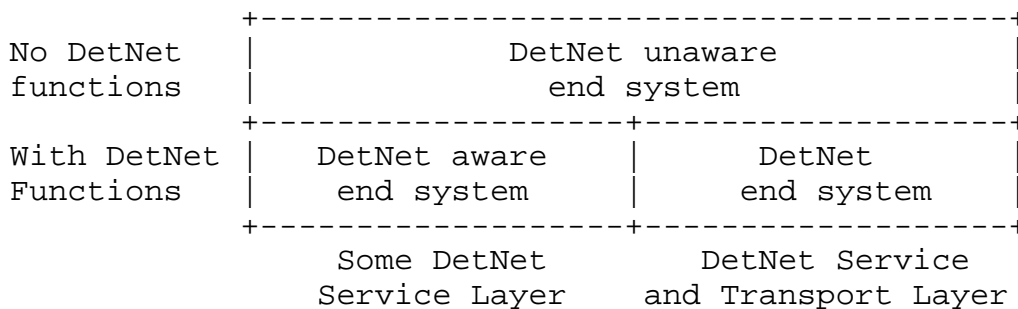 +---------------------------------------+
No DetNet | DetNet unaware |
functions | end system |
+-------------------+-------------------+
With DetNet | DetNet aware | DetNet |
Functions | end system | end system |
+-------------------+-------------------+
Some DetNet DetNet Service
Service Layer and Transport Layer